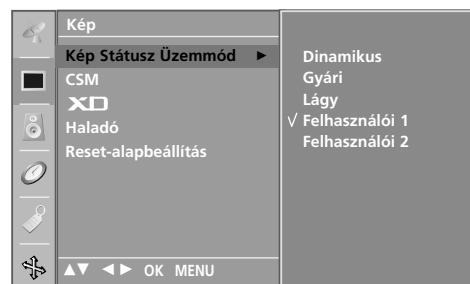 Kép
Kép Státusz Üzemmód ►
CSM
XD
Haladó
Reset-alapbeállítás
▲▼ ◄► OK MENU
Dinamikus
Gyári
Lágy
√ Felhasználói 1
Felhasználói 2